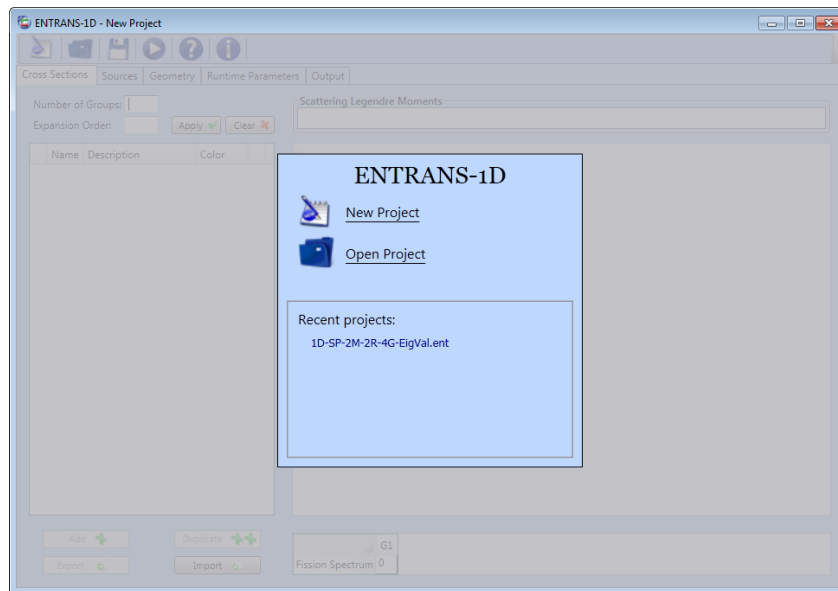 ENTRANS-1D - New Project
Cross Sections Sources Geometry Runtime Parameters Output
Number of Groups:
Scattering Legendre Moments
Expansion Order:
Apply Clear
Name Description Color
ENTRANS-1D
New Project
Open Project
Recent projects:
1D-SP-2M-2R-4G-EigVal.ent
Add Duplicate
Export Import
G1
Fission Spectrum 0